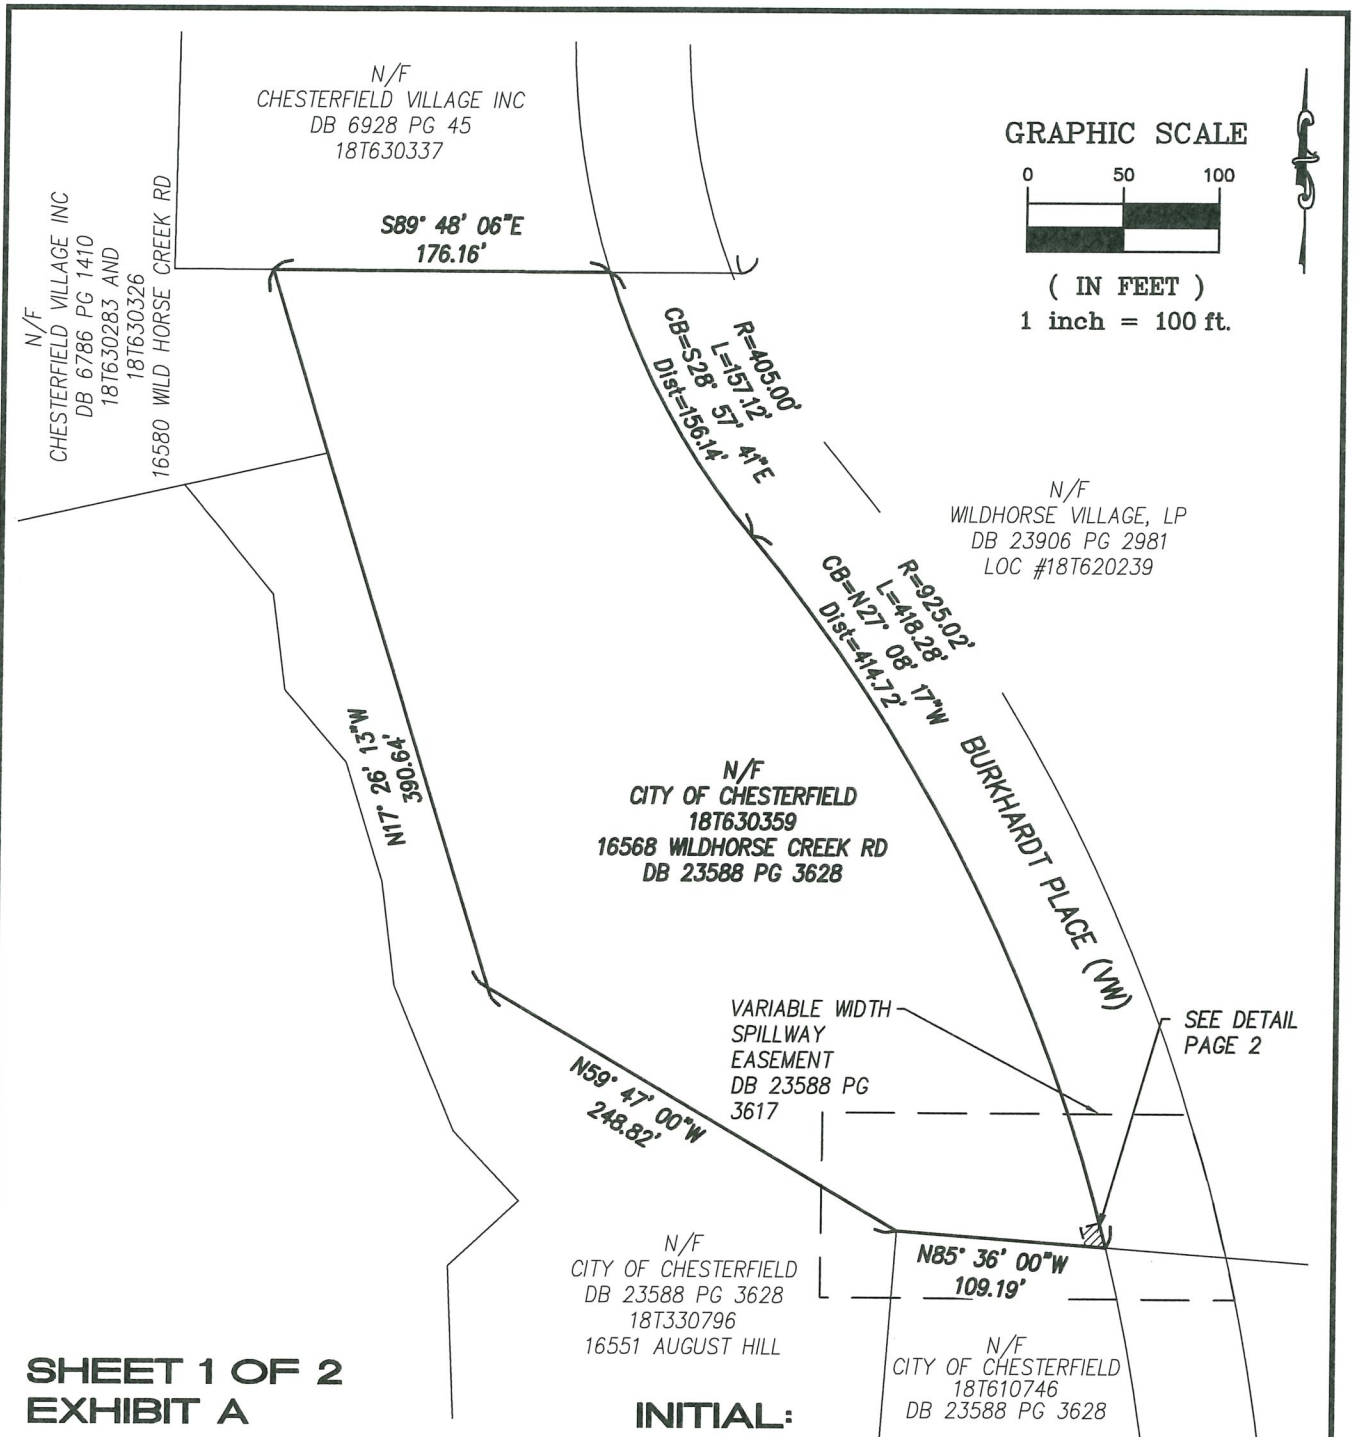 N/F
CHESTERFIELD VILLAGE INC
DB 6928 PG 45
18T630337
GRAPHIC SCALE
0 50 100
( IN FEET )
1 inch = 100 ft.
N/F
CHESTERFIELD VILLAGE INC
DB 6786 PG 1410
18T630283 AND
18T630326
16580 WILD HORSE CREEK RD
S89° 48' 06"E
176.16'
R=405.00'
L=157.12'
CB=S28° 57' 41"E
Dist=156.14'
N/F
WILDHORSE VILLAGE, LP
DB 23906 PG 2981
LOC #18T620239
R=925.02'
L=418.28'
CB=N27° 08' 17"W
Dist=414.72'
N17° 26' 13"W
390.64'
N/F
CITY OF CHESTERFIELD
18T630359
16568 WILDHORSE CREEK RD
DB 23588 PG 3628
BURKHARDT PLACE (VW)
VARIABLE WIDTH
SPILLWAY
EASEMENT
DB 23588 PG
3617
SEE DETAIL
PAGE 2
N59° 47' 00"W
248.82'
N85° 36' 00"W
109.19'
N/F
CITY OF CHESTERFIELD
DB 23588 PG 3628
18T330796
16551 AUGUST HILL
N/F
CITY OF CHESTERFIELD
18T610746
DB 23588 PG 3628
SHEET 1 OF 2
EXHIBIT A
INITIAL: